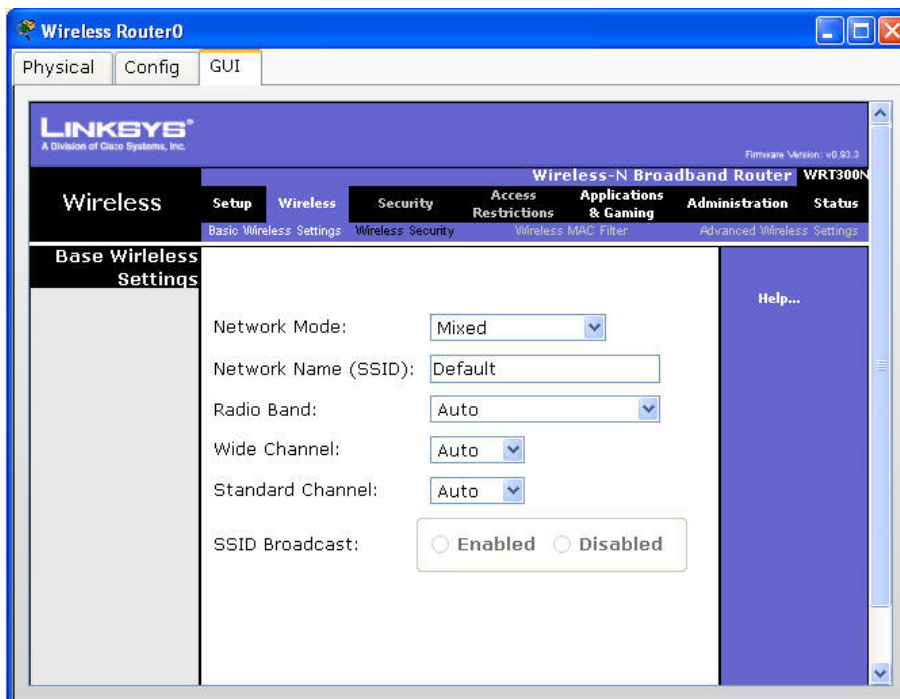 Wireless Router0
Physical Config GUI
LINKSYS®
A Division of Cisco Systems, Inc.
Firmware Version: v0.93.3
Wireless-N Broadband Router WRT300N
Wireless
Setup Wireless Security Access Restrictions Applications & Gaming Administration Status
Basic Wireless Settings Wireless Security Wireless MAC Filter Advanced Wireless Settings
Base Wirleless
Settings
Help...
Network Mode: Mixed
Network Name (SSID): Default
Radio Band: Auto
Wide Channel: Auto
Standard Channel: Auto
SSID Broadcast: Enabled Disabled